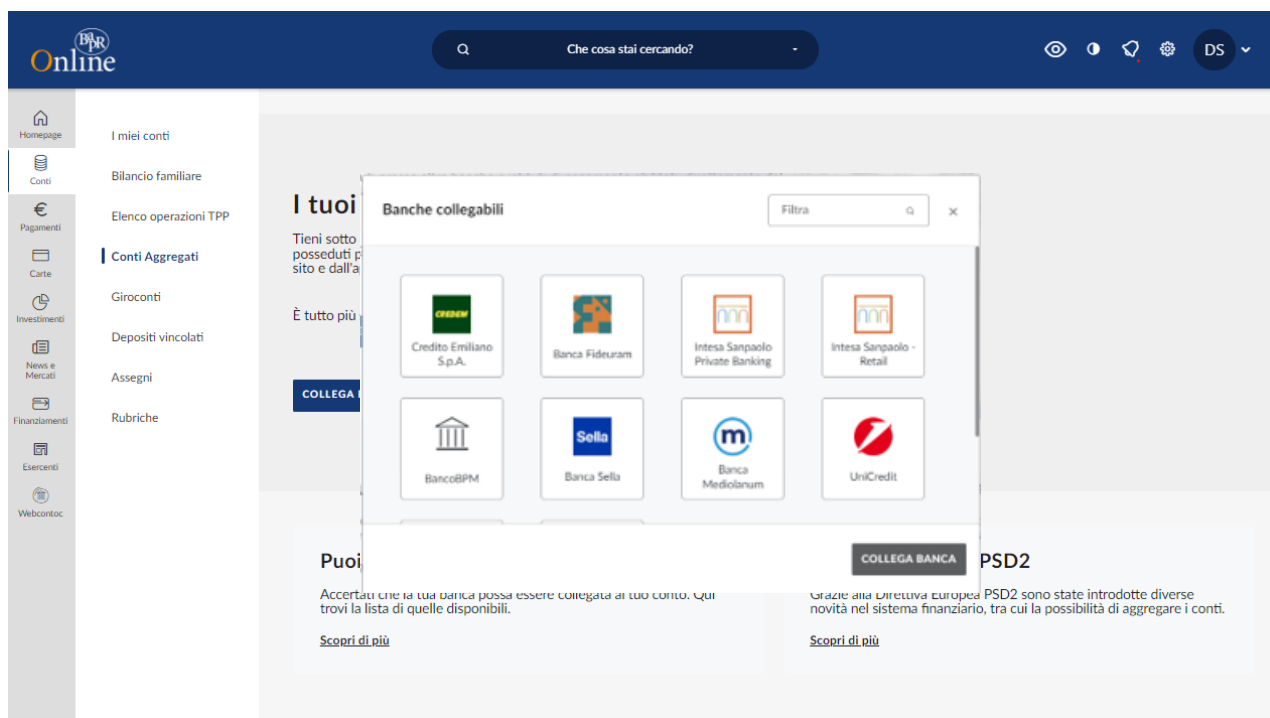 BAPR
Online
Che cosa stai cercando?
DS
Homepage
Conti
Pagamenti
Carte
Investimenti
News e
Mercati
Finanziamenti
Esercenti
Webcontoc
I miei conti
Bilancio familiare
Elenco operazioni TPP
Conti Aggregati
Giroconti
Depositi vincolati
Assegni
Rubriche
I tuoi
Tieni sotto
posseduti p
sito e dall'a
È tutto più
COLLEGA
Banche collegabili
Filtra
CREDEM
Credito Emiliano
S.p.A.
Banca Fideuram
Intesa Sanpaolo
Private Banking
Intesa Sanpaolo -
Retail
BancoBPM
Sella
Banca Sella
m
Banca
Mediolanum
UniCredit
COLLEGA BANCA
Puoi
Accertati che la tua banca possa essere collegata al tuo conto. Qui
trovi la lista di quelle disponibili.
Scopri di più
PSD2
Grazie alla Direttiva Europea PSD2 sono state introdotte diverse
novità nel sistema finanziario, tra cui la possibilità di aggregare i conti.
Scopri di più